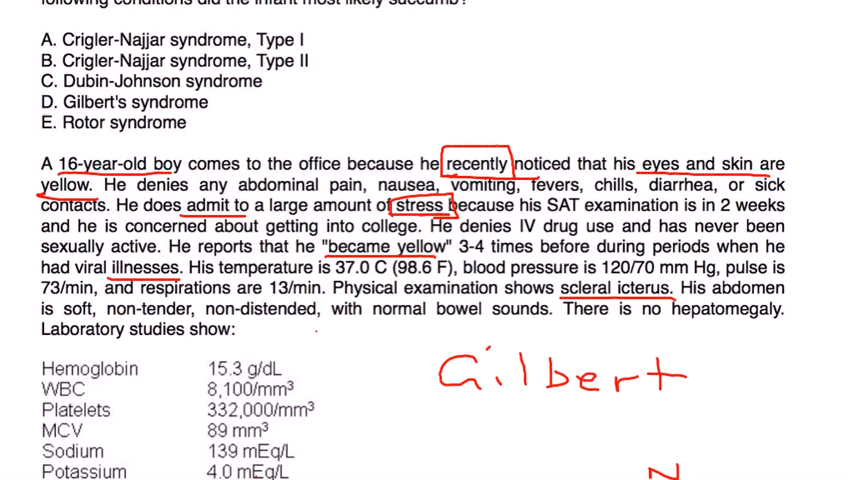 following conditions did the infant most likely succumb?
A. Crigler-Najjar syndrome, Type I
B. Crigler-Najjar syndrome, Type II
C. Dubin-Johnson syndrome
D. Gilbert's syndrome
E. Rotor syndrome
A 16-year-old boy comes to the office because he recently noticed that his eyes and skin are
yellow. He denies any abdominal pain, nausea, vomiting, fevers, chills, diarrhea, or sick
contacts. He does admit to a large amount of stress because his SAT examination is in 2 weeks
and he is concerned about getting into college. He denies IV drug use and has never been
sexually active. He reports that he "became yellow" 3-4 times before during periods when he
had viral illnesses. His temperature is 37.0 C (98.6 F), blood pressure is 120/70 mm Hg, pulse is
73/min, and respirations are 13/min. Physical examination shows scleral icterus. His abdomen
is soft, non-tender, non-distended, with normal bowel sounds. There is no hepatomegaly.
Laboratory studies show:
Hemoglobin 15.3 g/dL
WBC 8,100/mm³
Platelets 332,000/mm³
MCV 89 mm³
Sodium 139 mEq/L
Potassium 4.0 mEq/L
Gilbert
N